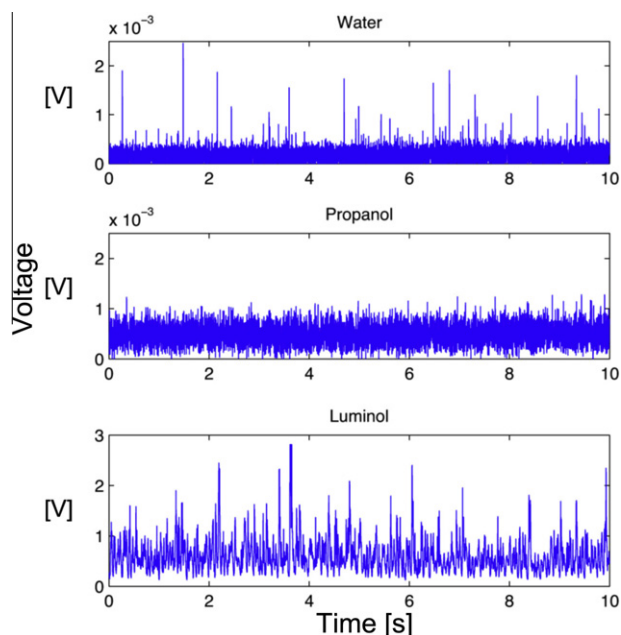 Water
x 10⁻³
2
1
0
[V]
0 2 4 6 8 10
Propanol
x 10⁻³
2
1
0
[V]
0 2 4 6 8 10
Voltage
Luminol
3
2
1
0
[V]
0 2 4 6 8 10
Time [s]